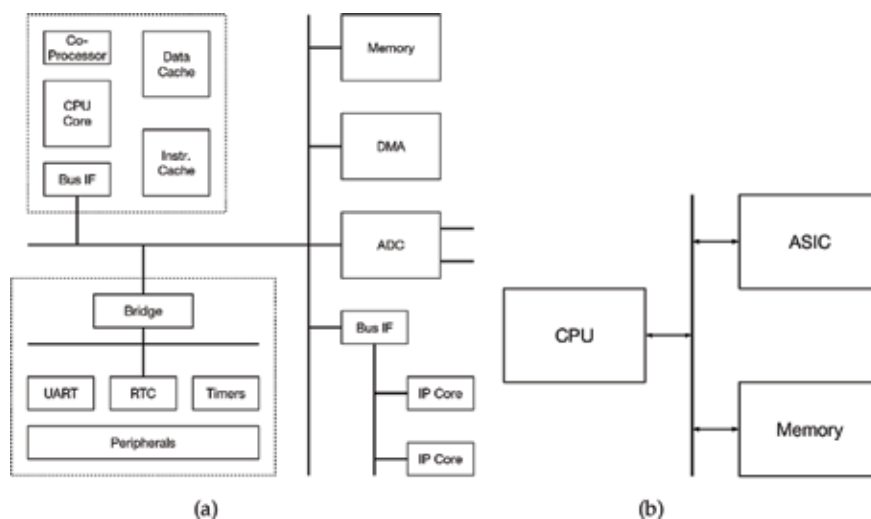 Co-
Processor
Data
Cache
CPU
Core
Instr.
Cache
Bus IF
Memory
DMA
ADC
Bridge
UART
RTC
Timers
Peripherals
Bus IF
IP Core
IP Core
(a)
CPU
ASIC
Memory
(b)